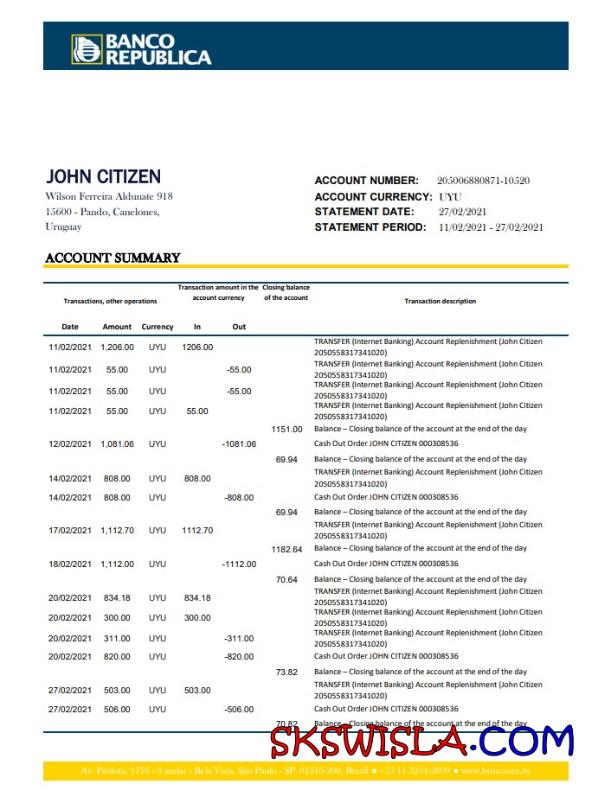 BANCO
REPUBLICA
JOHN CITIZEN
Wilson Ferreira Aldunate 918
15600 - Pando, Canelones,
Uruguay
ACCOUNT NUMBER: 205006880871-10520
ACCOUNT CURRENCY: UYU
STATEMENT DATE: 27/02/2021
STATEMENT PERIOD: 11/02/2021 - 27/02/2021
ACCOUNT SUMMARY
Transactions, other operations
Transaction amount in the
account currency
Closing balance
of the account
Transaction description
Date Amount Currency In Out
11/02/2021 1,206.00 UYU 1206.00 TRANSFER (Internet Banking) Account Replenishment (John Citizen
2050558317341020)
11/02/2021 55.00 UYU -55.00 TRANSFER (Internet Banking) Account Replenishment (John Citizen
2050558317341020)
11/02/2021 55.00 UYU -55.00 TRANSFER (Internet Banking) Account Replenishment (John Citizen
2050558317341020)
11/02/2021 55.00 UYU 55.00 TRANSFER (Internet Banking) Account Replenishment (John Citizen
2050558317341020)
1151.00 Balance – Closing balance of the account at the end of the day
12/02/2021 1,081.06 UYU -1081.06 Cash Out Order JOHN CITIZEN 000308536
69.94 Balance – Closing balance of the account at the end of the day
14/02/2021 808.00 UYU 808.00 TRANSFER (Internet Banking) Account Replenishment (John Citizen
2050558317341020)
14/02/2021 808.00 UYU -808.00 Cash Out Order JOHN CITIZEN 000308536
69.94 Balance – Closing balance of the account at the end of the day
17/02/2021 1,112.70 UYU 1112.70 TRANSFER (Internet Banking) Account Replenishment (John Citizen
2050558317341020)
1182.64 Balance – Closing balance of the account at the end of the day
18/02/2021 1,112.00 UYU -1112.00 Cash Out Order JOHN CITIZEN 000308536
70.64 Balance – Closing balance of the account at the end of the day
20/02/2021 834.18 UYU 834.18 TRANSFER (Internet Banking) Account Replenishment (John Citizen
2050558317341020)
20/02/2021 300.00 UYU 300.00 TRANSFER (Internet Banking) Account Replenishment (John Citizen
2050558317341020)
20/02/2021 311.00 UYU -311.00 TRANSFER (Internet Banking) Account Replenishment (John Citizen
2050558317341020)
20/02/2021 820.00 UYU -820.00 Cash Out Order JOHN CITIZEN 000308536
73.82 Balance – Closing balance of the account at the end of the day
27/02/2021 503.00 UYU 503.00 TRANSFER (Internet Banking) Account Replenishment (John Citizen
2050558317341020)
27/02/2021 506.00 UYU -506.00 Cash Out Order JOHN CITIZEN 000308536
70.82 Balance – Closing balance of the account at the end of the day
SKSWISLA.COM
Av. Paulista, 1776 - 9 andar - Bela Vista, São Paulo - SP, 01310-200, Brazil ● +55 11 3251-2699 ● www.brou.com.uy